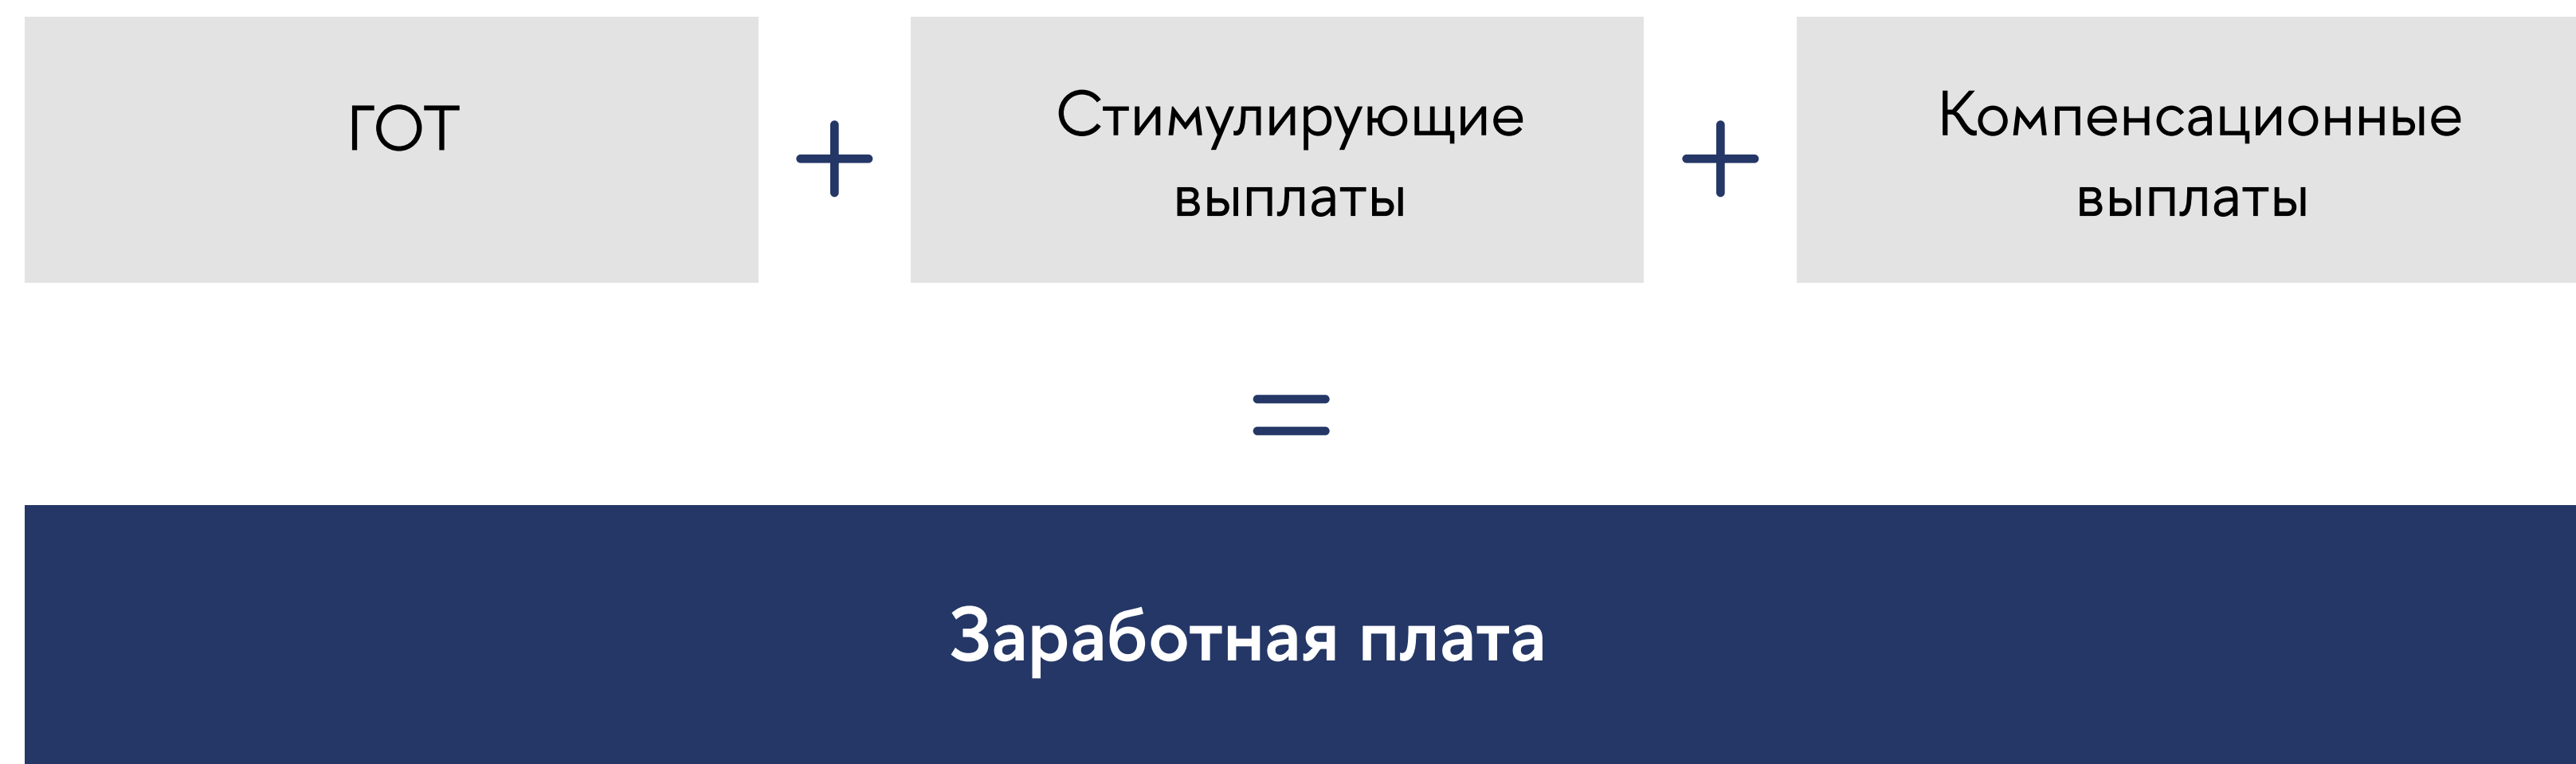 ГОТ
+
Стимулирующие
выплаты
+
Компенсационные
выплаты
=
Заработная плата